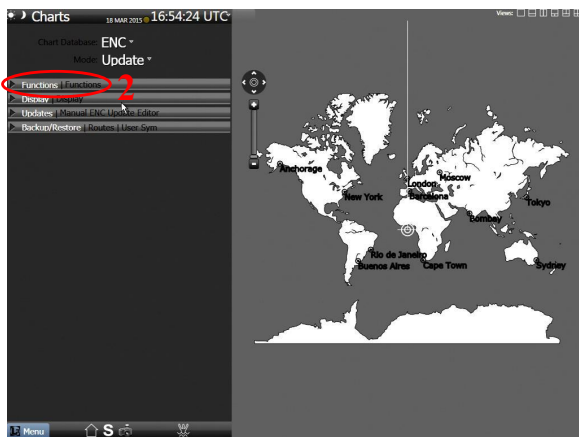 Charts 18 MAR 2015 16:54:24 UTC
Views:
Chart Database: ENC
Mode: Update
Functions | Functions
2
Display | Display
Updates | Manual ENC Update Editor
Backup/Restore | Routes | User Sym
Anchorage
Moscow
London
New York
Barcelona
Tokyo
Bombay
Rio de Janeiro
Buenos Aires
Cape Town
Sydney
Menu
S